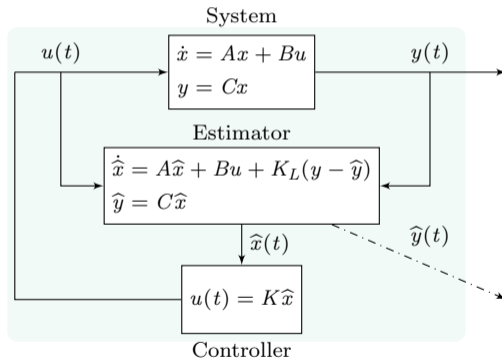 System
u(t)
ẋ = Ax + Bu
y(t)
y = Cx
Estimator
x̂̇ = Ax̂ + Bu + K_L(y − ŷ)
ŷ = Cx̂
x̂(t)
ŷ(t)
u(t) = Kx̂
Controller